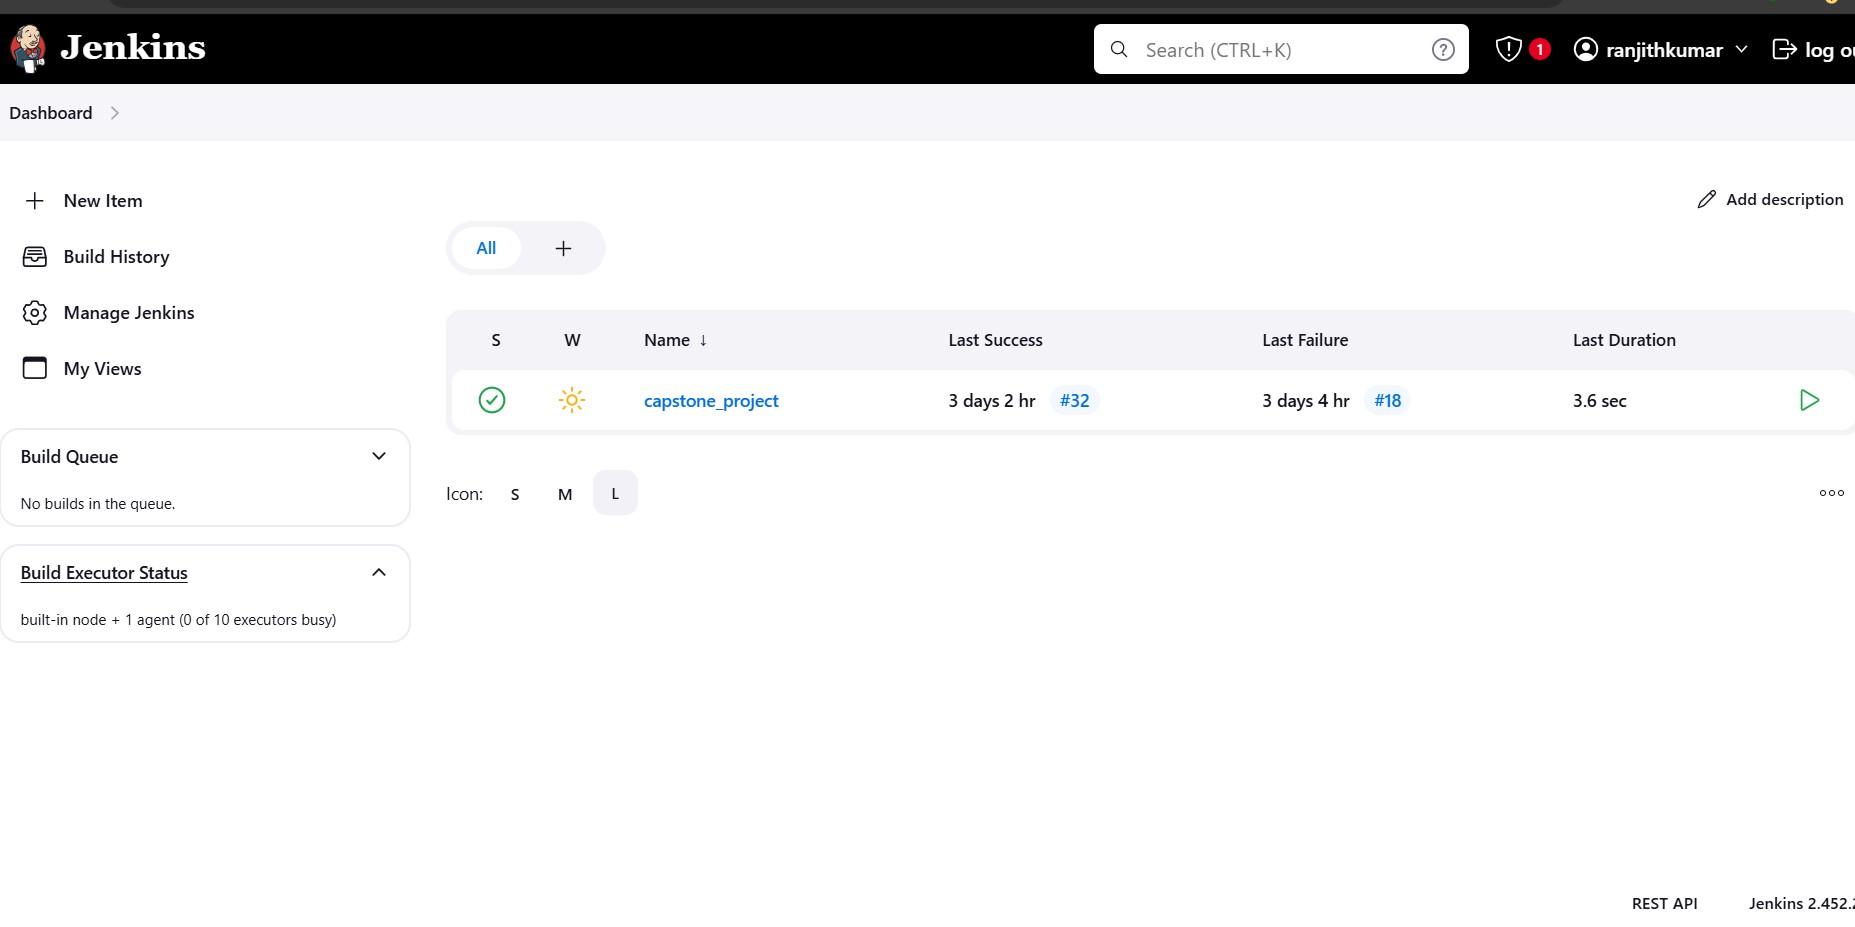 Jenkins
Search (CTRL+K)
1
ranjithkumar
log
Dashboard
New Item
Build History
Manage Jenkins
My Views
Add description
All
S W Name ↓ Last Success Last Failure Last Duration
capstone_project 3 days 2 hr #32 3 days 4 hr #18 3.6 sec
Icon: S M L
Build Queue
No builds in the queue.
Build Executor Status
built-in node + 1 agent (0 of 10 executors busy)
REST API
Jenkins 2.452.2